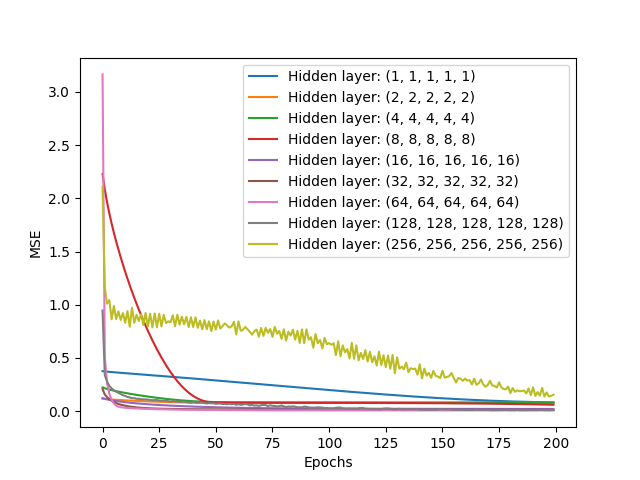 3.0
2.5
2.0
1.5
1.0
0.5
0.0
MSE
Hidden layer: (1, 1, 1, 1, 1)
Hidden layer: (2, 2, 2, 2, 2)
Hidden layer: (4, 4, 4, 4, 4)
Hidden layer: (8, 8, 8, 8, 8)
Hidden layer: (16, 16, 16, 16, 16)
Hidden layer: (32, 32, 32, 32, 32)
Hidden layer: (64, 64, 64, 64, 64)
Hidden layer: (128, 128, 128, 128, 128)
Hidden layer: (256, 256, 256, 256, 256)
0 25 50 75 100 125 150 175 200
Epochs